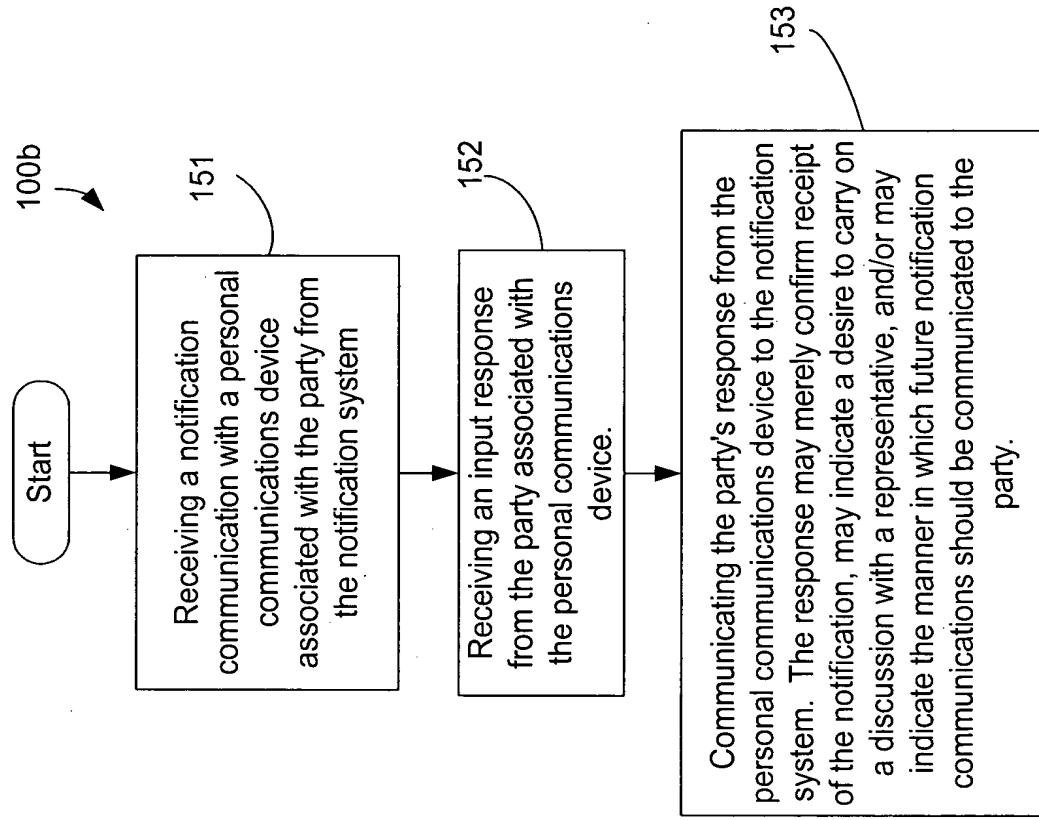 100b
Start
151
Receiving a notification
communication with a personal
communications device
associated with the party from
the notification system
152
Receiving an input response
from the party associated with
the personal communications
device.
153
Communicating the party's response from the
personal communications device to the notification
system. The response may merely confirm receipt
of the notification, may indicate a desire to carry on
a discussion with a representative, and/or may
indicate the manner in which future notification
communications should be communicated to the
party.